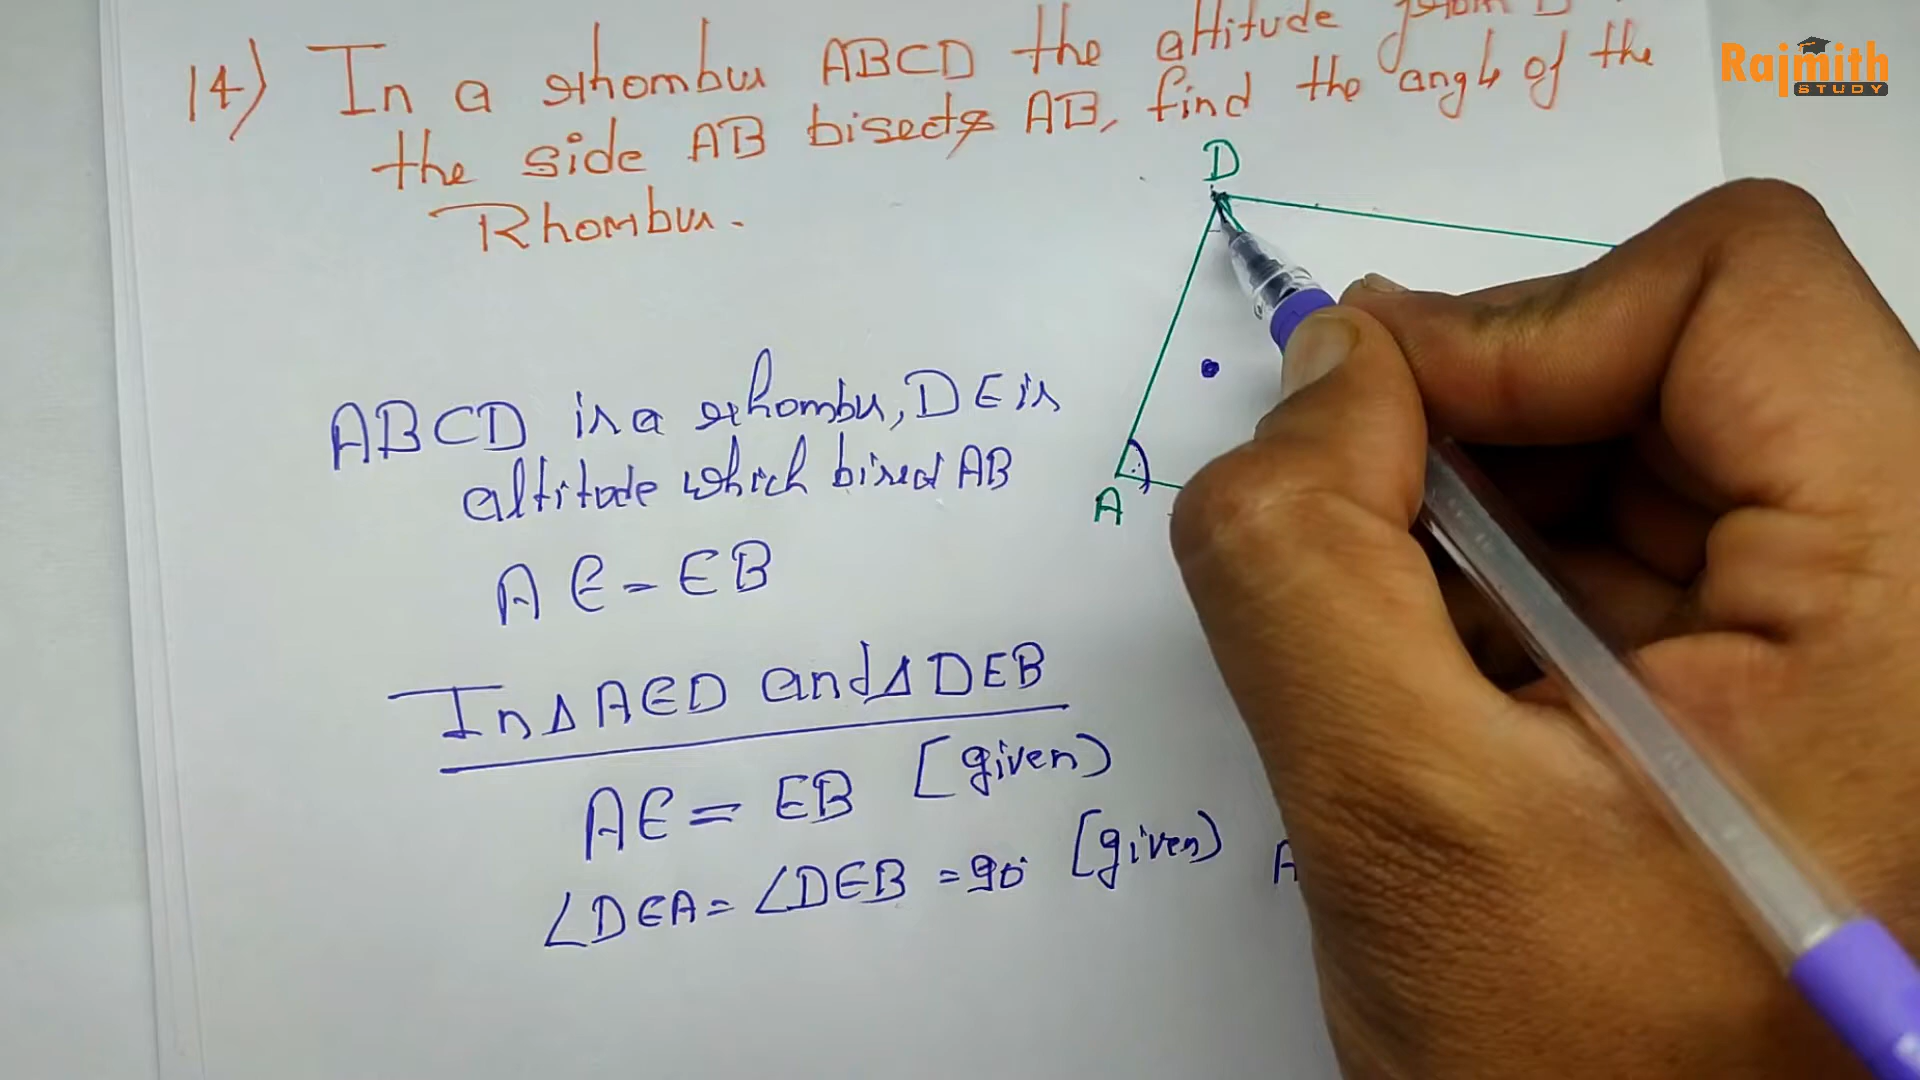 14) In a rhombus ABCD the altitude from D
the side AB bisects AB, find the angle of the
Rhombus.
Rajmith
STUDY
D
ABCD is a rhombus, DE is
altitude which bisect AB
A
AE = EB
In Δ AED and Δ DEB
AE = EB [given)
∠DEA = ∠DEB = 90° [given)
A